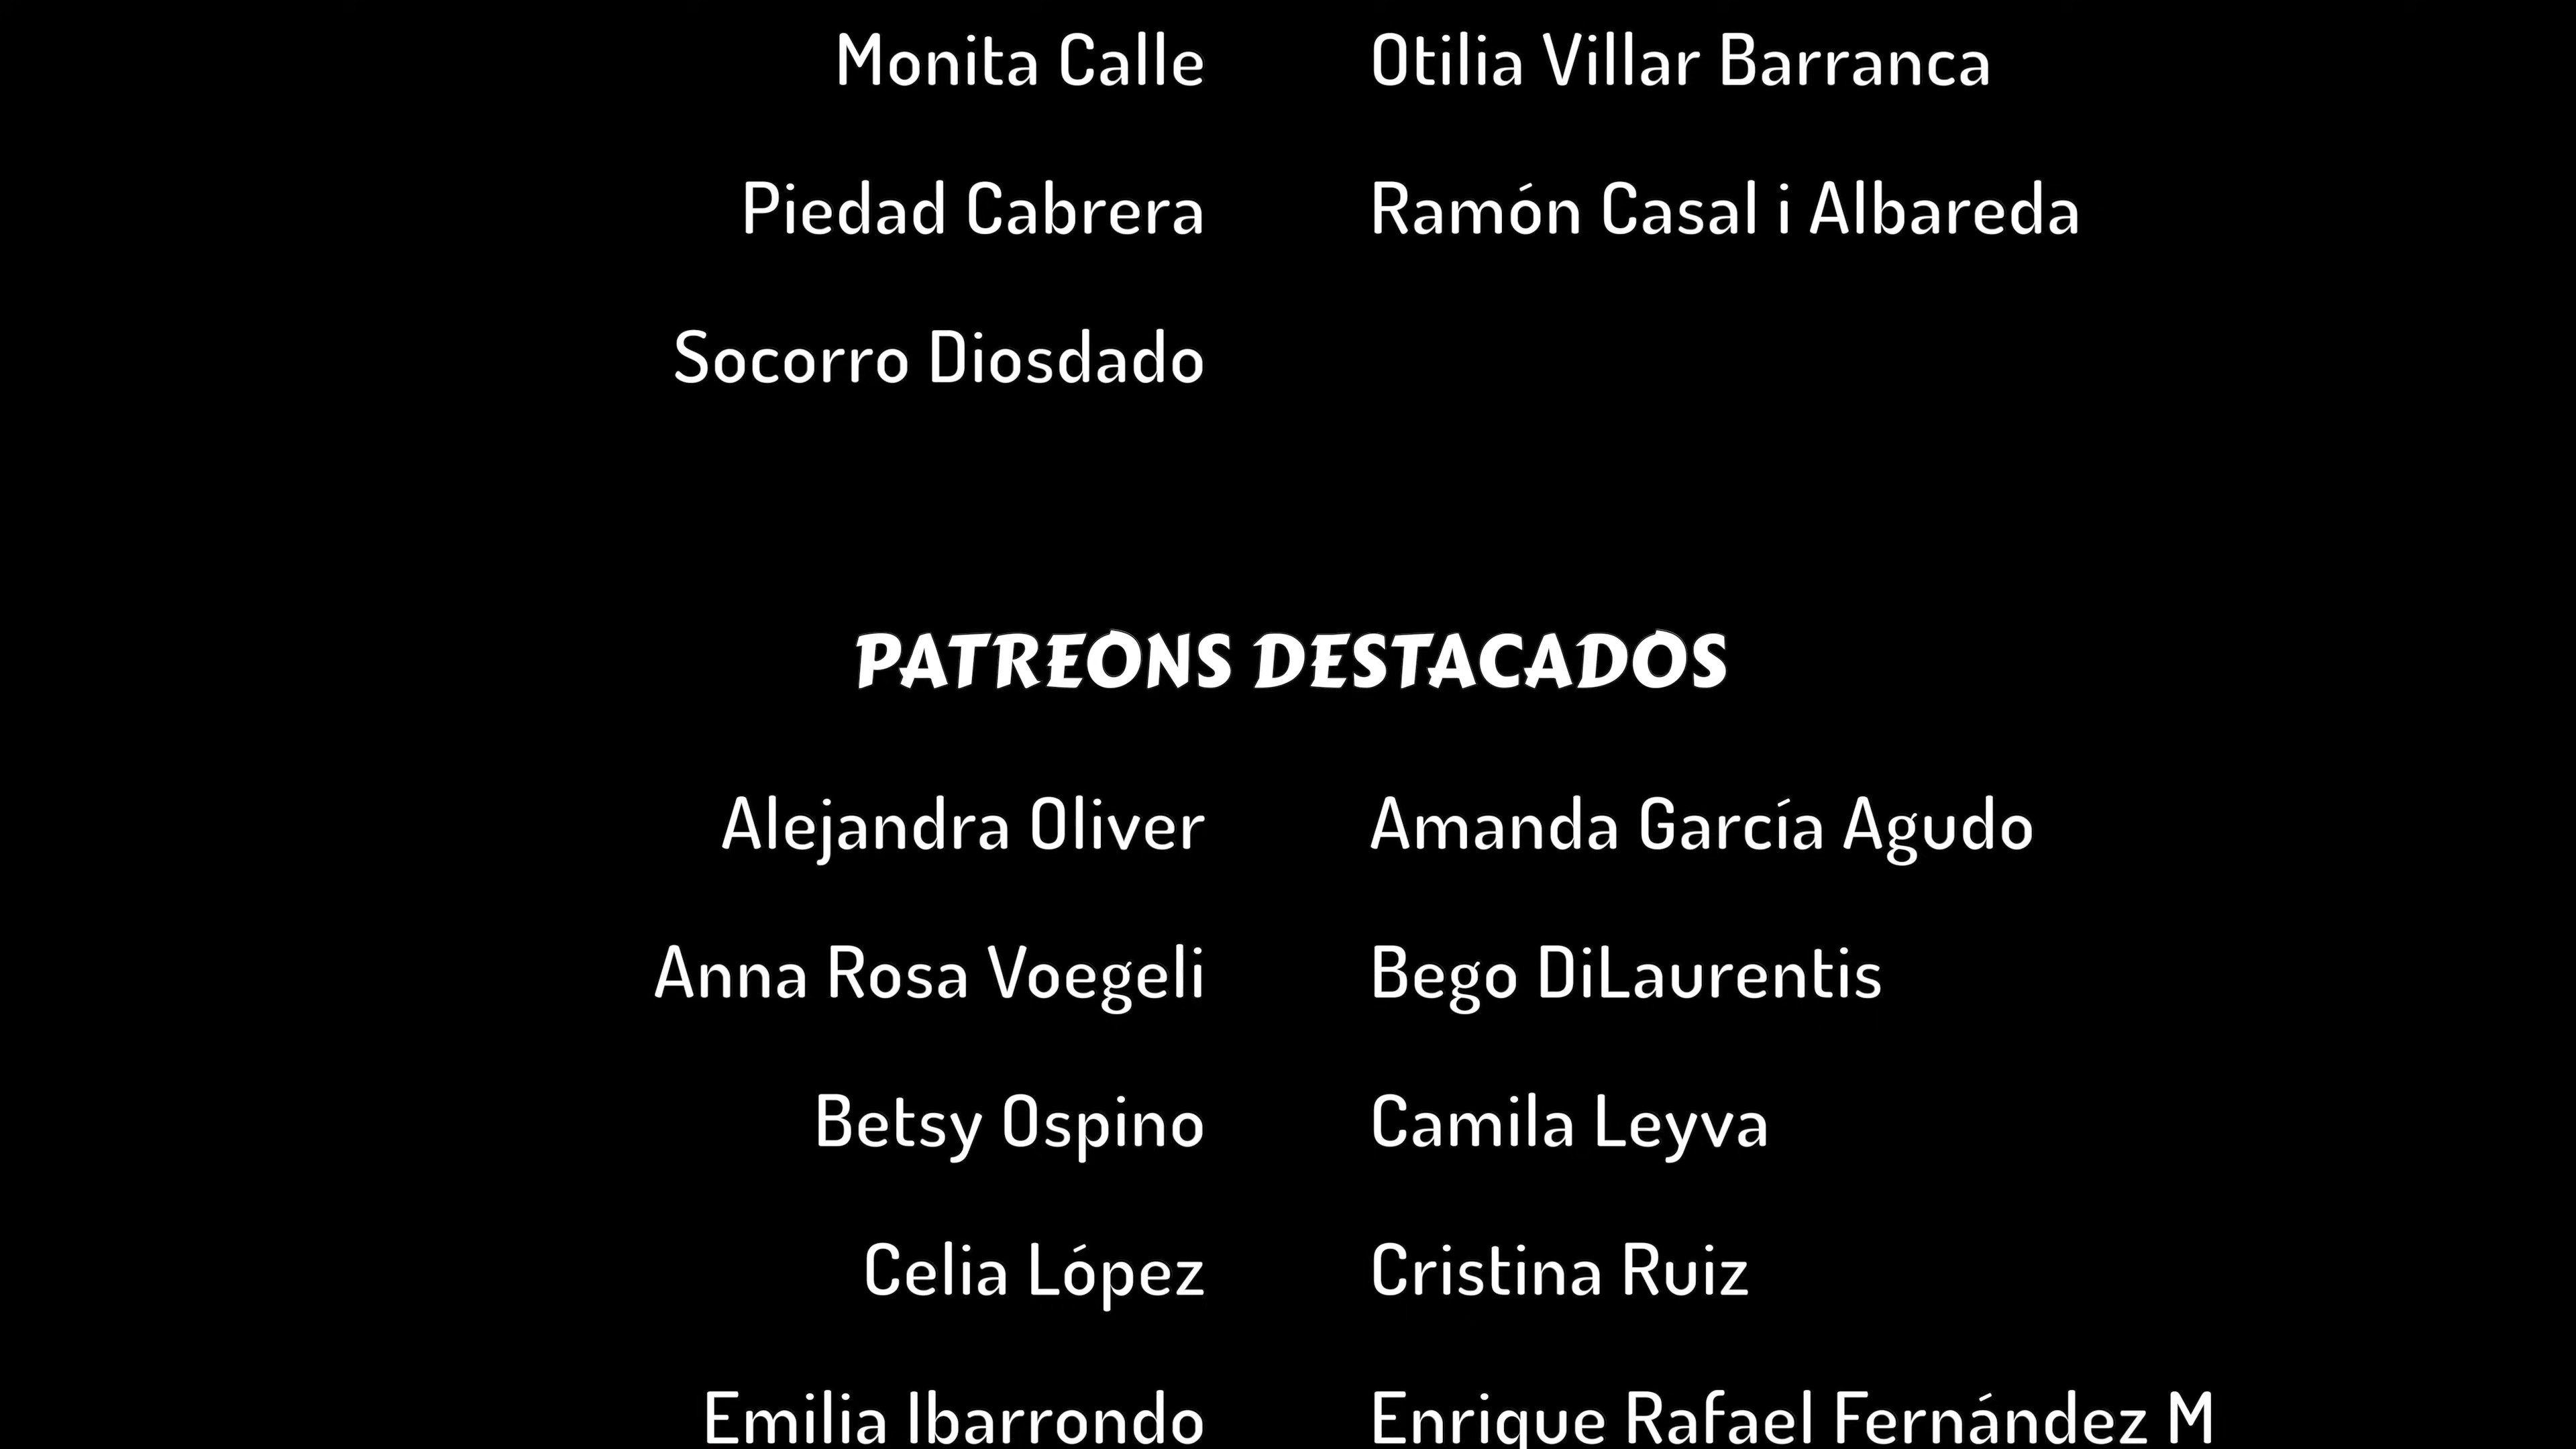 Monita Calle Otilia Villar Barranca
Piedad Cabrera Ramón Casal i Albareda
Socorro Diosdado
PATREONS DESTACADOS
Alejandra Oliver Amanda García Agudo
Anna Rosa Voegeli Bego DiLaurentis
Betsy Ospino Camila Leyva
Celia López Cristina Ruiz
Emilia Ibarrondo Enrique Rafael Fernández M